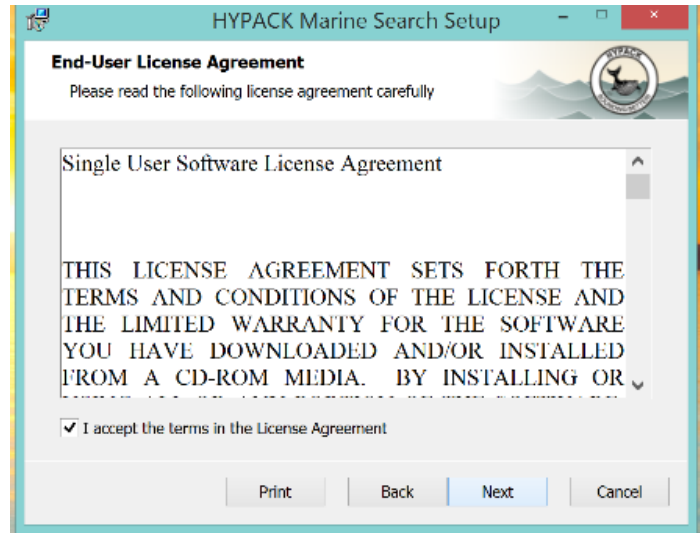 HYPACK Marine Search Setup
End-User License Agreement
Please read the following license agreement carefully
HYPACK
Single User Software License Agreement
THIS LICENSE AGREEMENT SETS FORTH THE
TERMS AND CONDITIONS OF THE LICENSE AND
THE LIMITED WARRANTY FOR THE SOFTWARE
YOU HAVE DOWNLOADED AND/OR INSTALLED
FROM A CD-ROM MEDIA. BY INSTALLING OR
I accept the terms in the License Agreement
Print Back Next Cancel